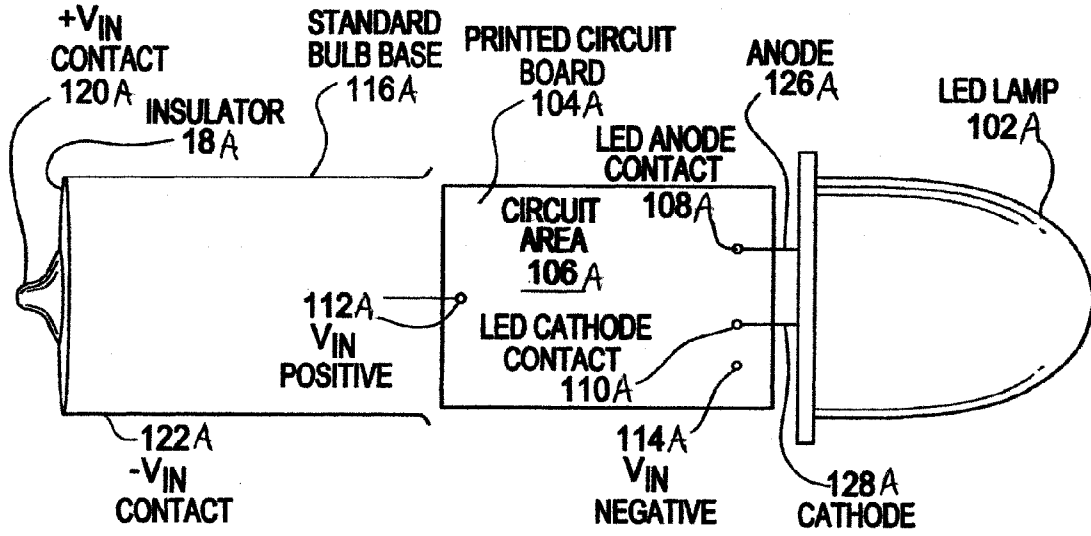 +VIN
CONTACT
120A
INSULATOR
18A
STANDARD
BULB BASE
116A
PRINTED CIRCUIT
BOARD
104A
ANODE
126A
LED LAMP
102A
LED ANODE
CONTACT
108A
CIRCUIT
AREA
106A
112A
VIN
POSITIVE
LED CATHODE
CONTACT
110A
122A
-VIN
CONTACT
114A
VIN
NEGATIVE
128A
CATHODE